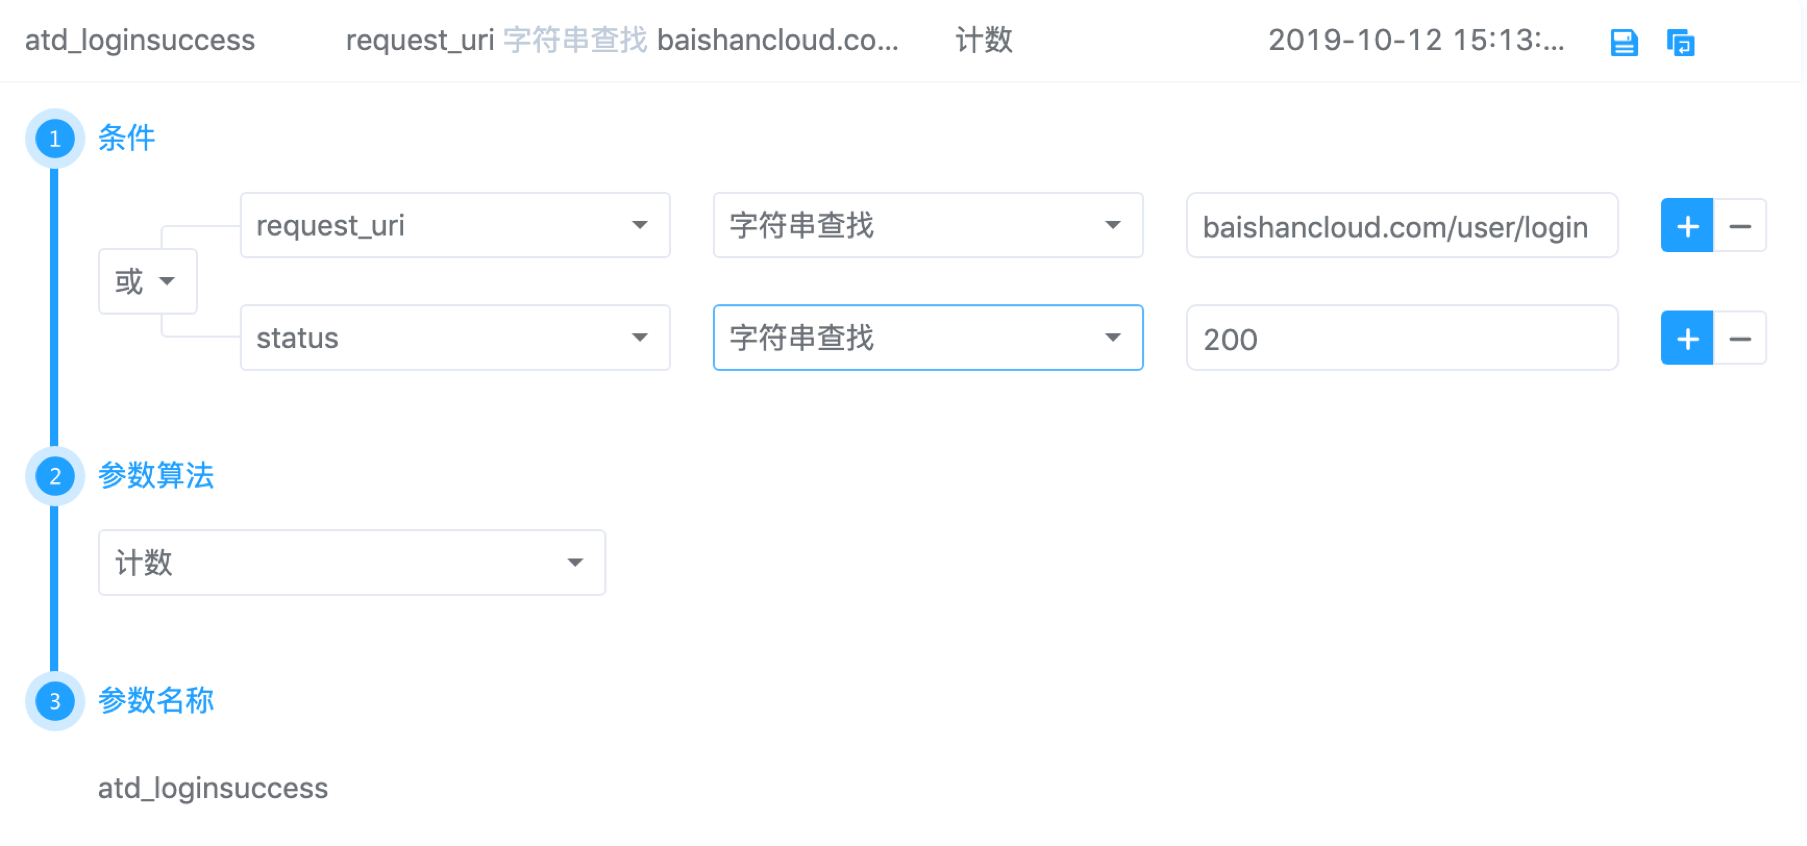 atd_loginsuccess request_uri 字符串查找 baishancloud.co... 计数 2019-10-12 15:13:...
1 条件
request_uri 字符串查找 baishancloud.com/user/login + −
或
status 字符串查找 200 + −
2 参数算法
计数
3 参数名称
atd_loginsuccess